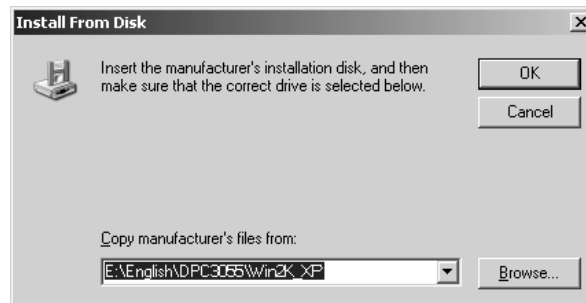 Install From Disk
Insert the manufacturer's installation disk, and then
make sure that the correct drive is selected below.
OK
Cancel
Copy manufacturer's files from:
E:\English\DPC3055\Win2K_XP
Browse...